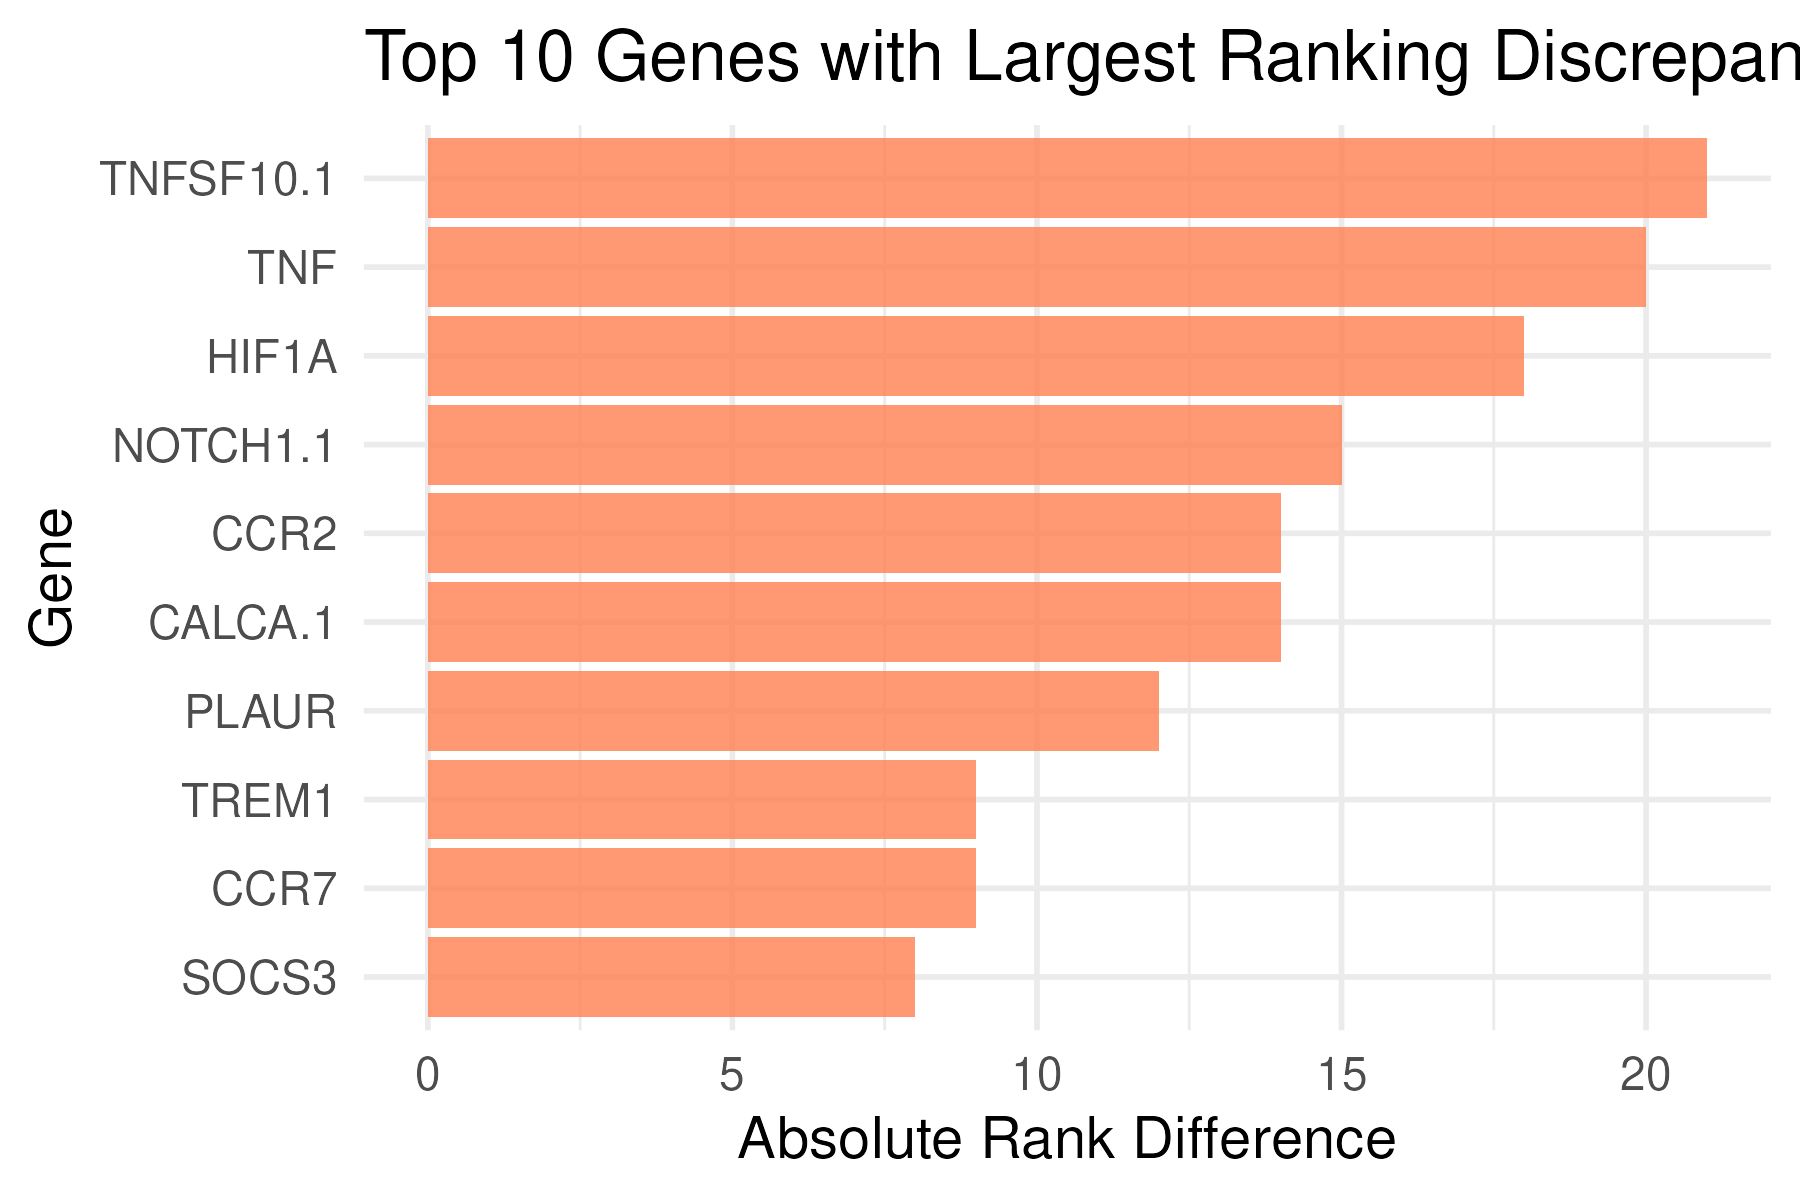 Top 10 Genes with Largest Ranking Discrepan
TNFSF10.1
TNF
HIF1A
NOTCH1.1
CCR2
CALCA.1
PLAUR
TREM1
CCR7
SOCS3
Gene
0 5 10 15 20
Absolute Rank Difference